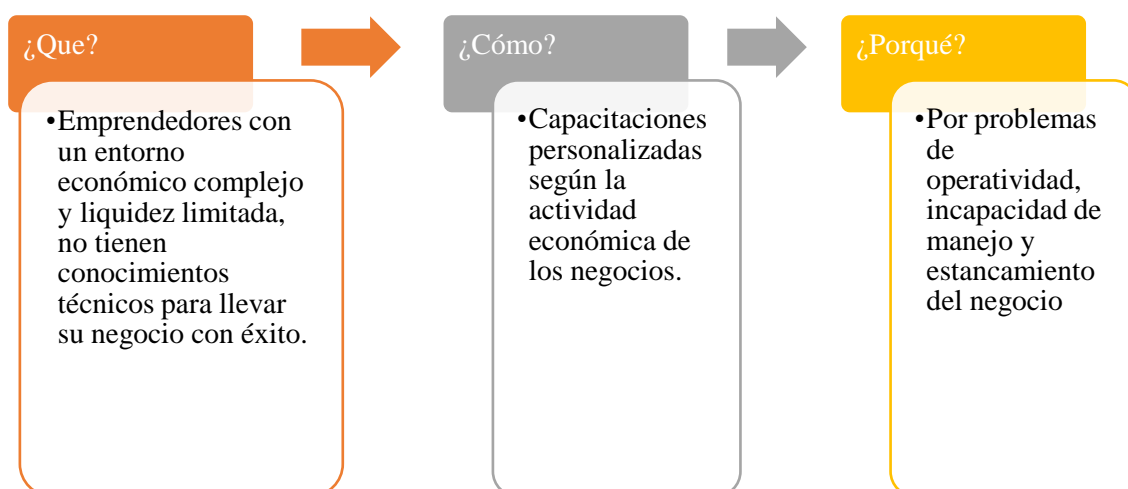 ¿Que?
•Emprendedores con
un entorno
económico complejo
y liquidez limitada,
no tienen
conocimientos
técnicos para llevar
su negocio con éxito.
¿Cómo?
•Capacitaciones
personalizadas
según la
actividad
económica de
los negocios.
¿Porqué?
•Por problemas
de
operatividad,
incapacidad de
manejo y
estancamiento
del negocio